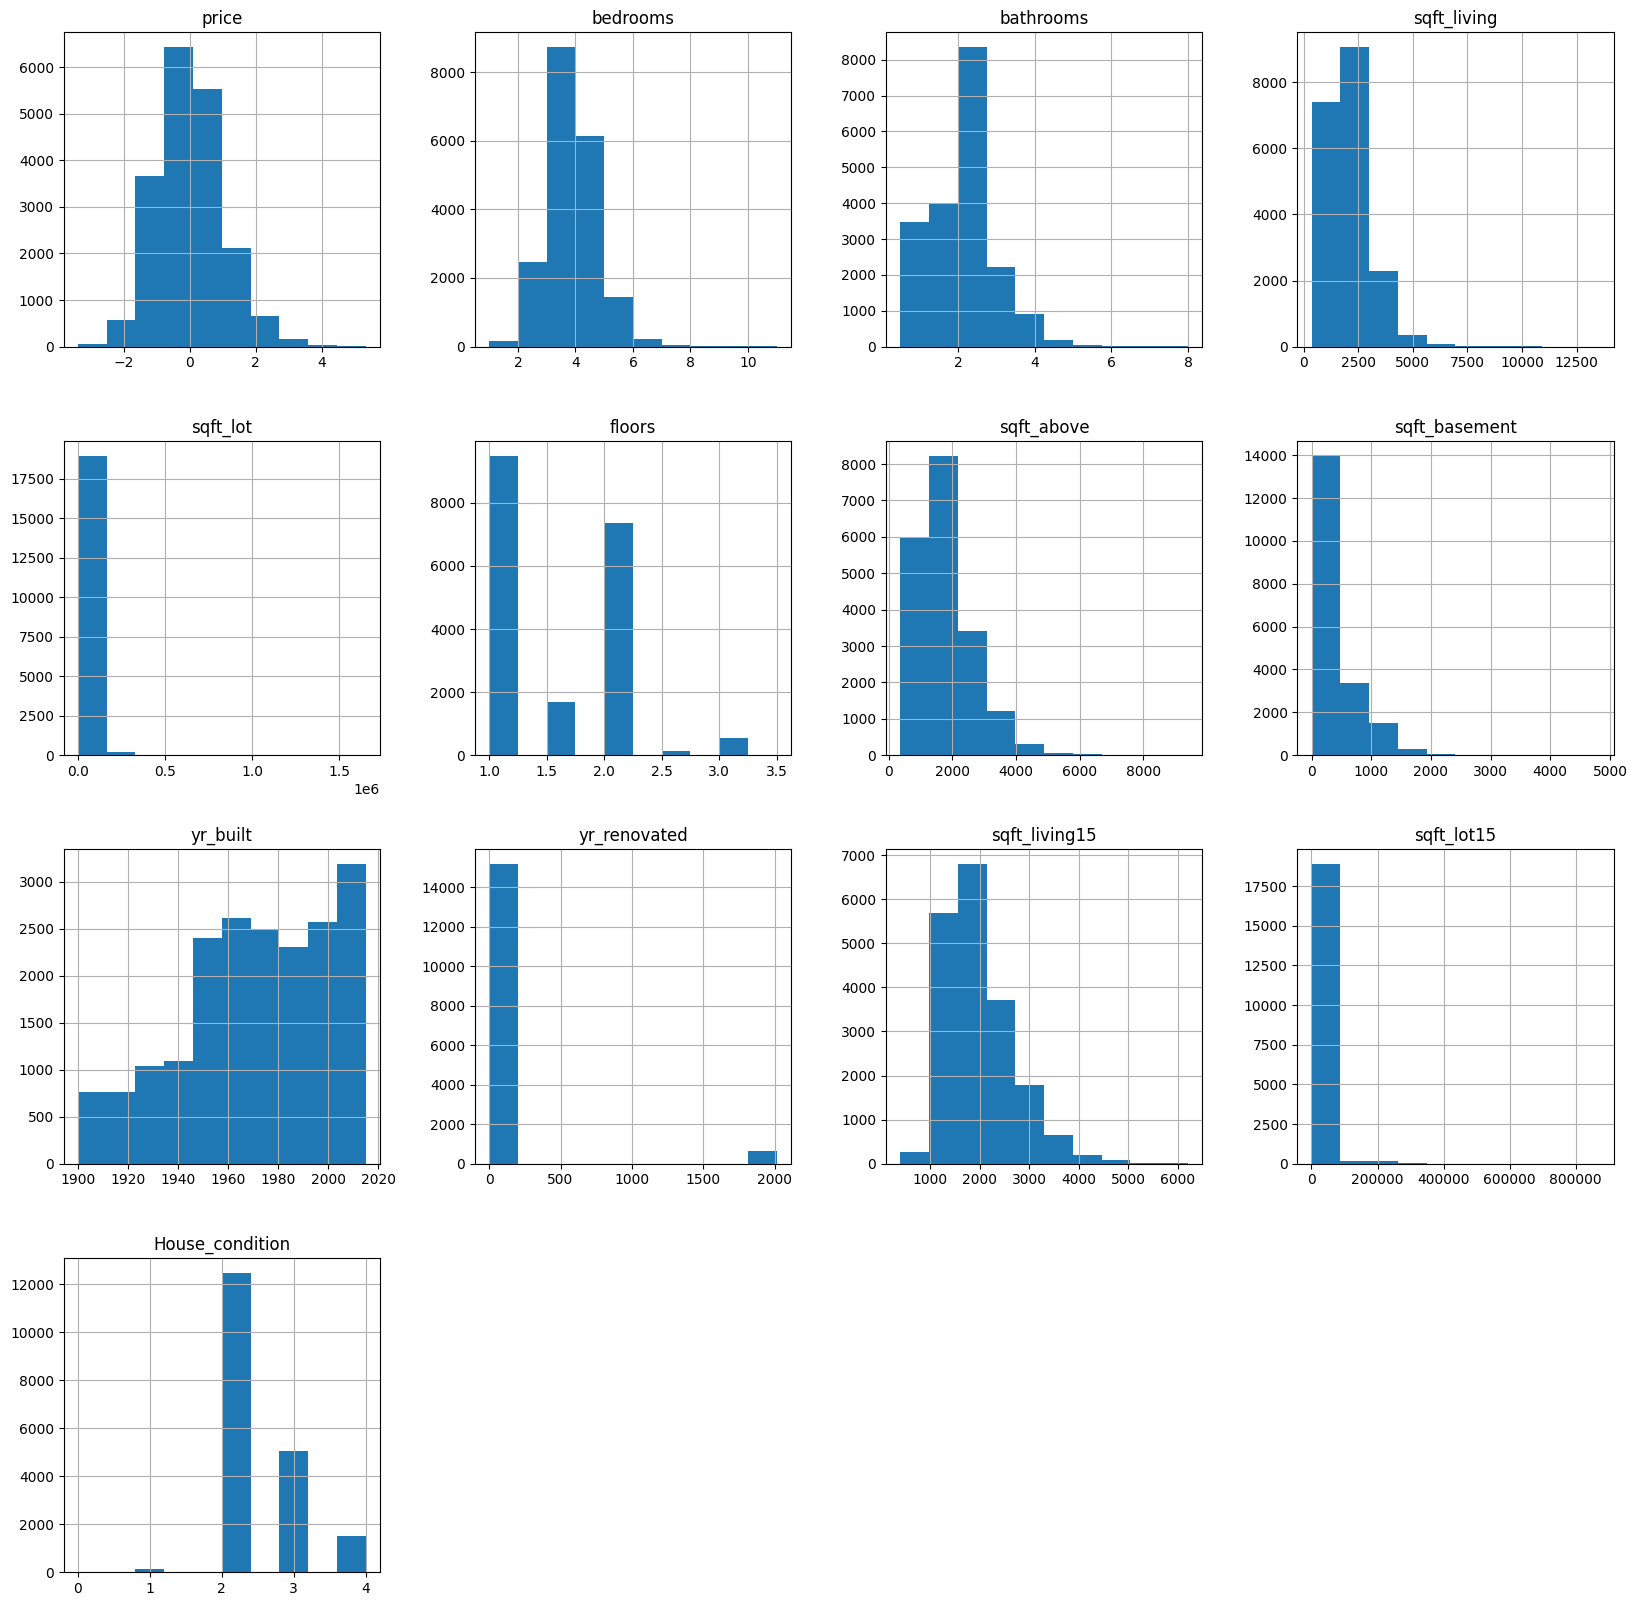 price bedrooms bathrooms sqft_living
6000 5000 4000 3000 2000 1000 0
−2 0 2 4
8000 6000 4000 2000 0
2 4 6 8 10
8000 7000 6000 5000 4000 3000 2000 1000 0
2 4 6 8
8000 6000 4000 2000 0
0 2500 5000 7500 10000 12500
sqft_lot floors sqft_above sqft_basement
17500 15000 12500 10000 7500 5000 2500 0
0.0 0.5 1.0 1.5
1e6
8000 6000 4000 2000 0
1.0 1.5 2.0 2.5 3.0 3.5
8000 7000 6000 5000 4000 3000 2000 1000 0
0 2000 4000 6000 8000
14000 12000 10000 8000 6000 4000 2000 0
0 1000 2000 3000 4000 5000
yr_built yr_renovated sqft_living15 sqft_lot15
3000 2500 2000 1500 1000 500 0
1900 1920 1940 1960 1980 2000 2020
14000 12000 10000 8000 6000 4000 2000 0
0 500 1000 1500 2000
7000 6000 5000 4000 3000 2000 1000 0
1000 2000 3000 4000 5000 6000
17500 15000 12500 10000 7500 5000 2500 0
0 200000 400000 600000 800000
House_condition
12000 10000 8000 6000 4000 2000 0
0 1 2 3 4